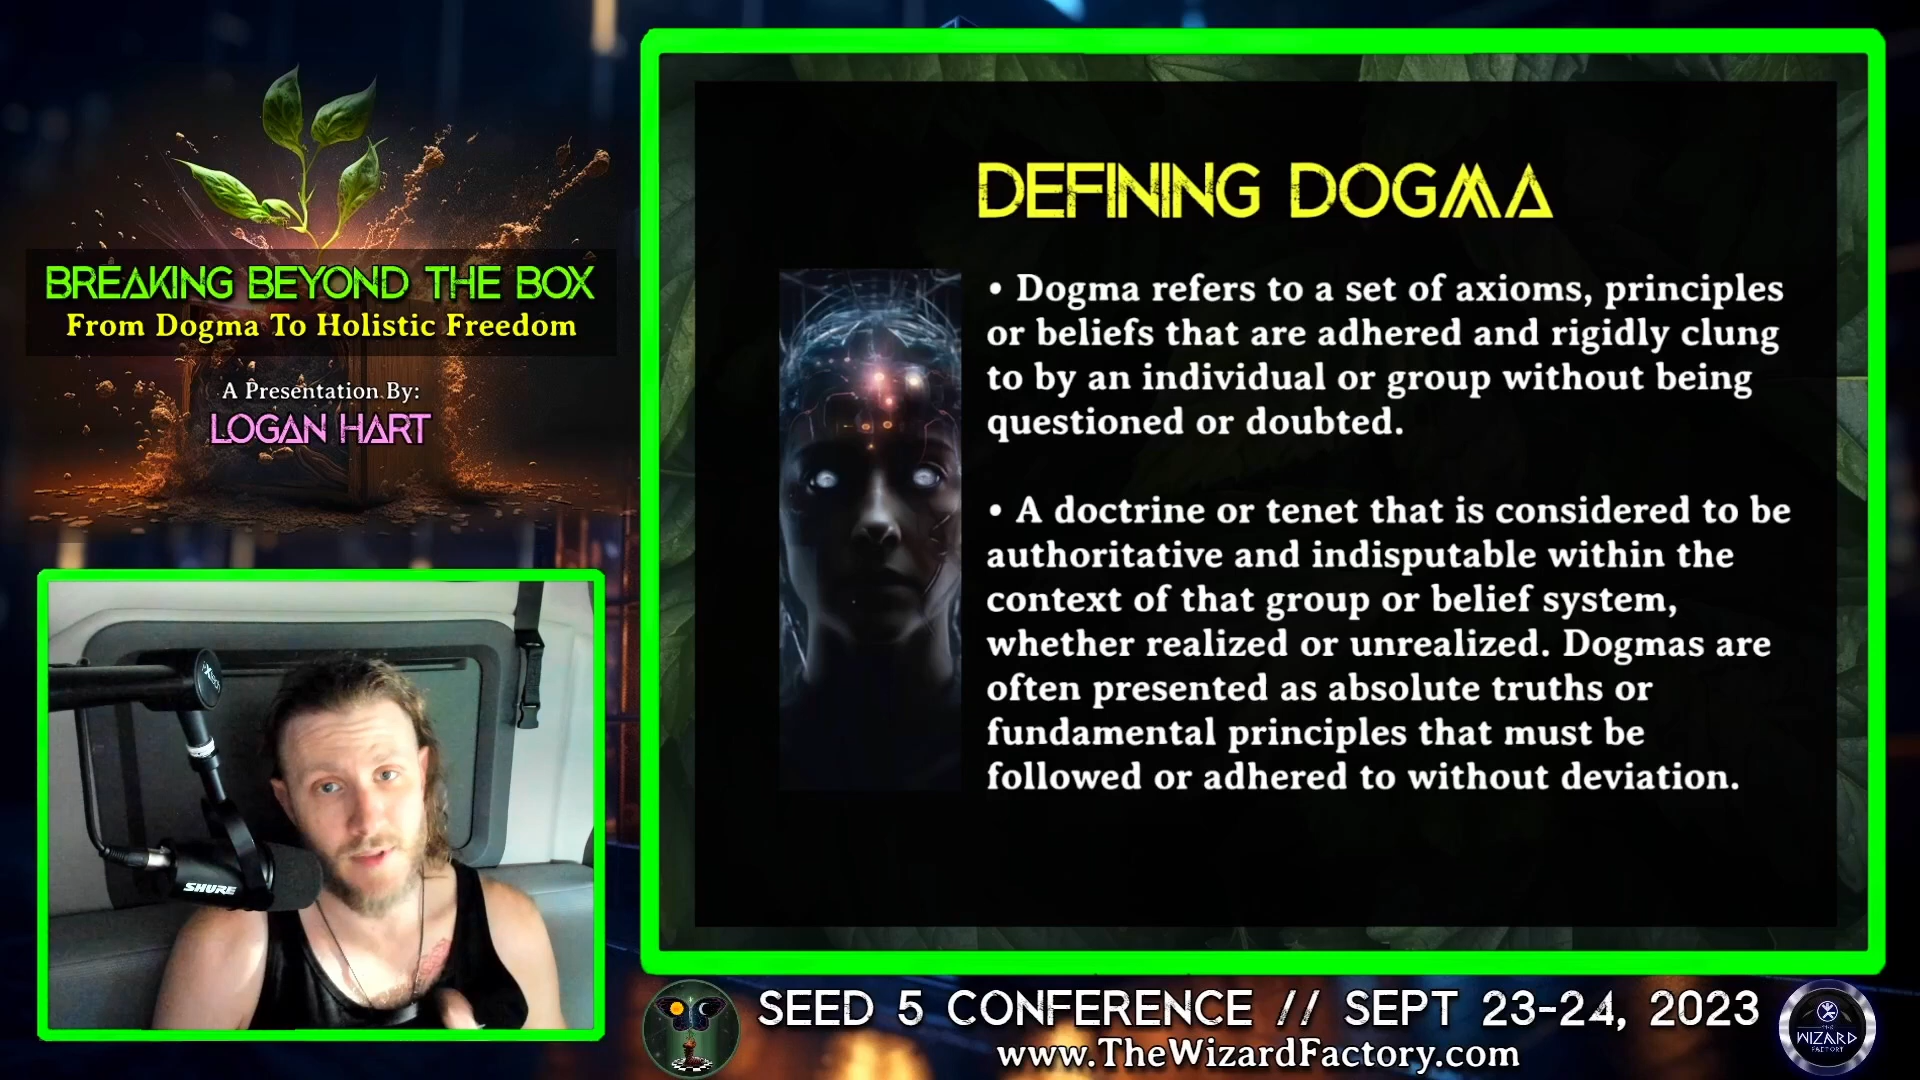 BREAKING BEYOND THE BOX
From Dogma To Holistic Freedom
A Presentation By:
LOGAN HART
SHURE
DEFINING DOGMA
• Dogma refers to a set of axioms, principles
or beliefs that are adhered and rigidly clung
to by an individual or group without being
questioned or doubted.
• A doctrine or tenet that is considered to be
authoritative and indisputable within the
context of that group or belief system,
whether realized or unrealized. Dogmas are
often presented as absolute truths or
fundamental principles that must be
followed or adhered to without deviation.
SEED 5 CONFERENCE // SEPT 23-24, 2023
www.TheWizardFactory.com
THE
WIZARD
FACTORY